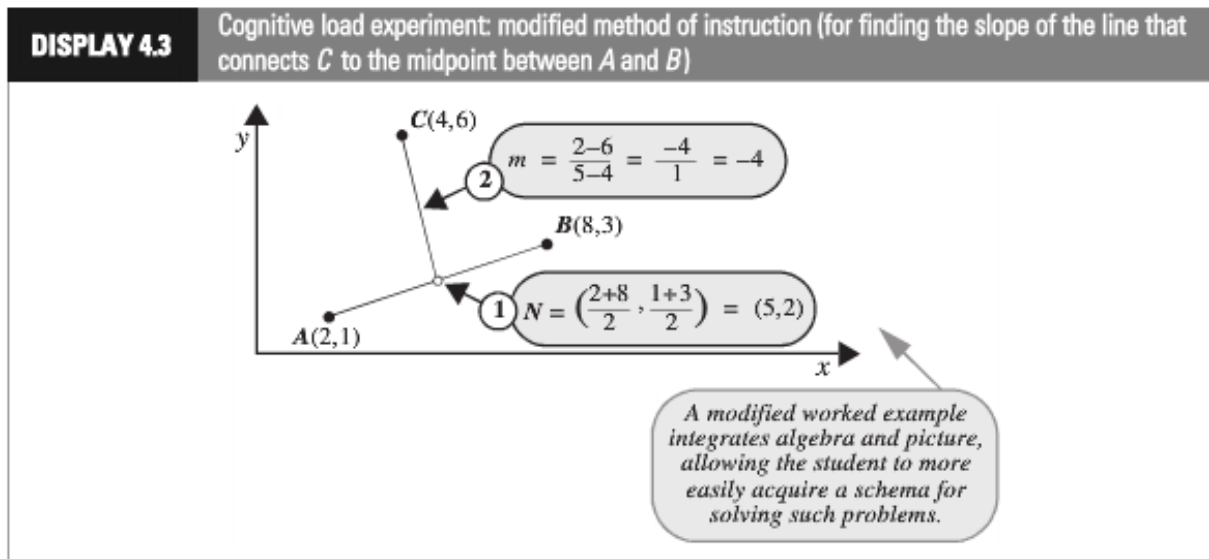 DISPLAY 4.3
Cognitive load experiment: modified method of instruction (for finding the slope of the line that
connects C to the midpoint between A and B)
y
C(4,6)
2
m = 2–6/5–4 = –4/1 = –4
B(8,3)
1
N = (2+8/2 , 1+3/2) = (5,2)
A(2,1)
x
A modified worked example
integrates algebra and picture,
allowing the student to more
easily acquire a schema for
solving such problems.